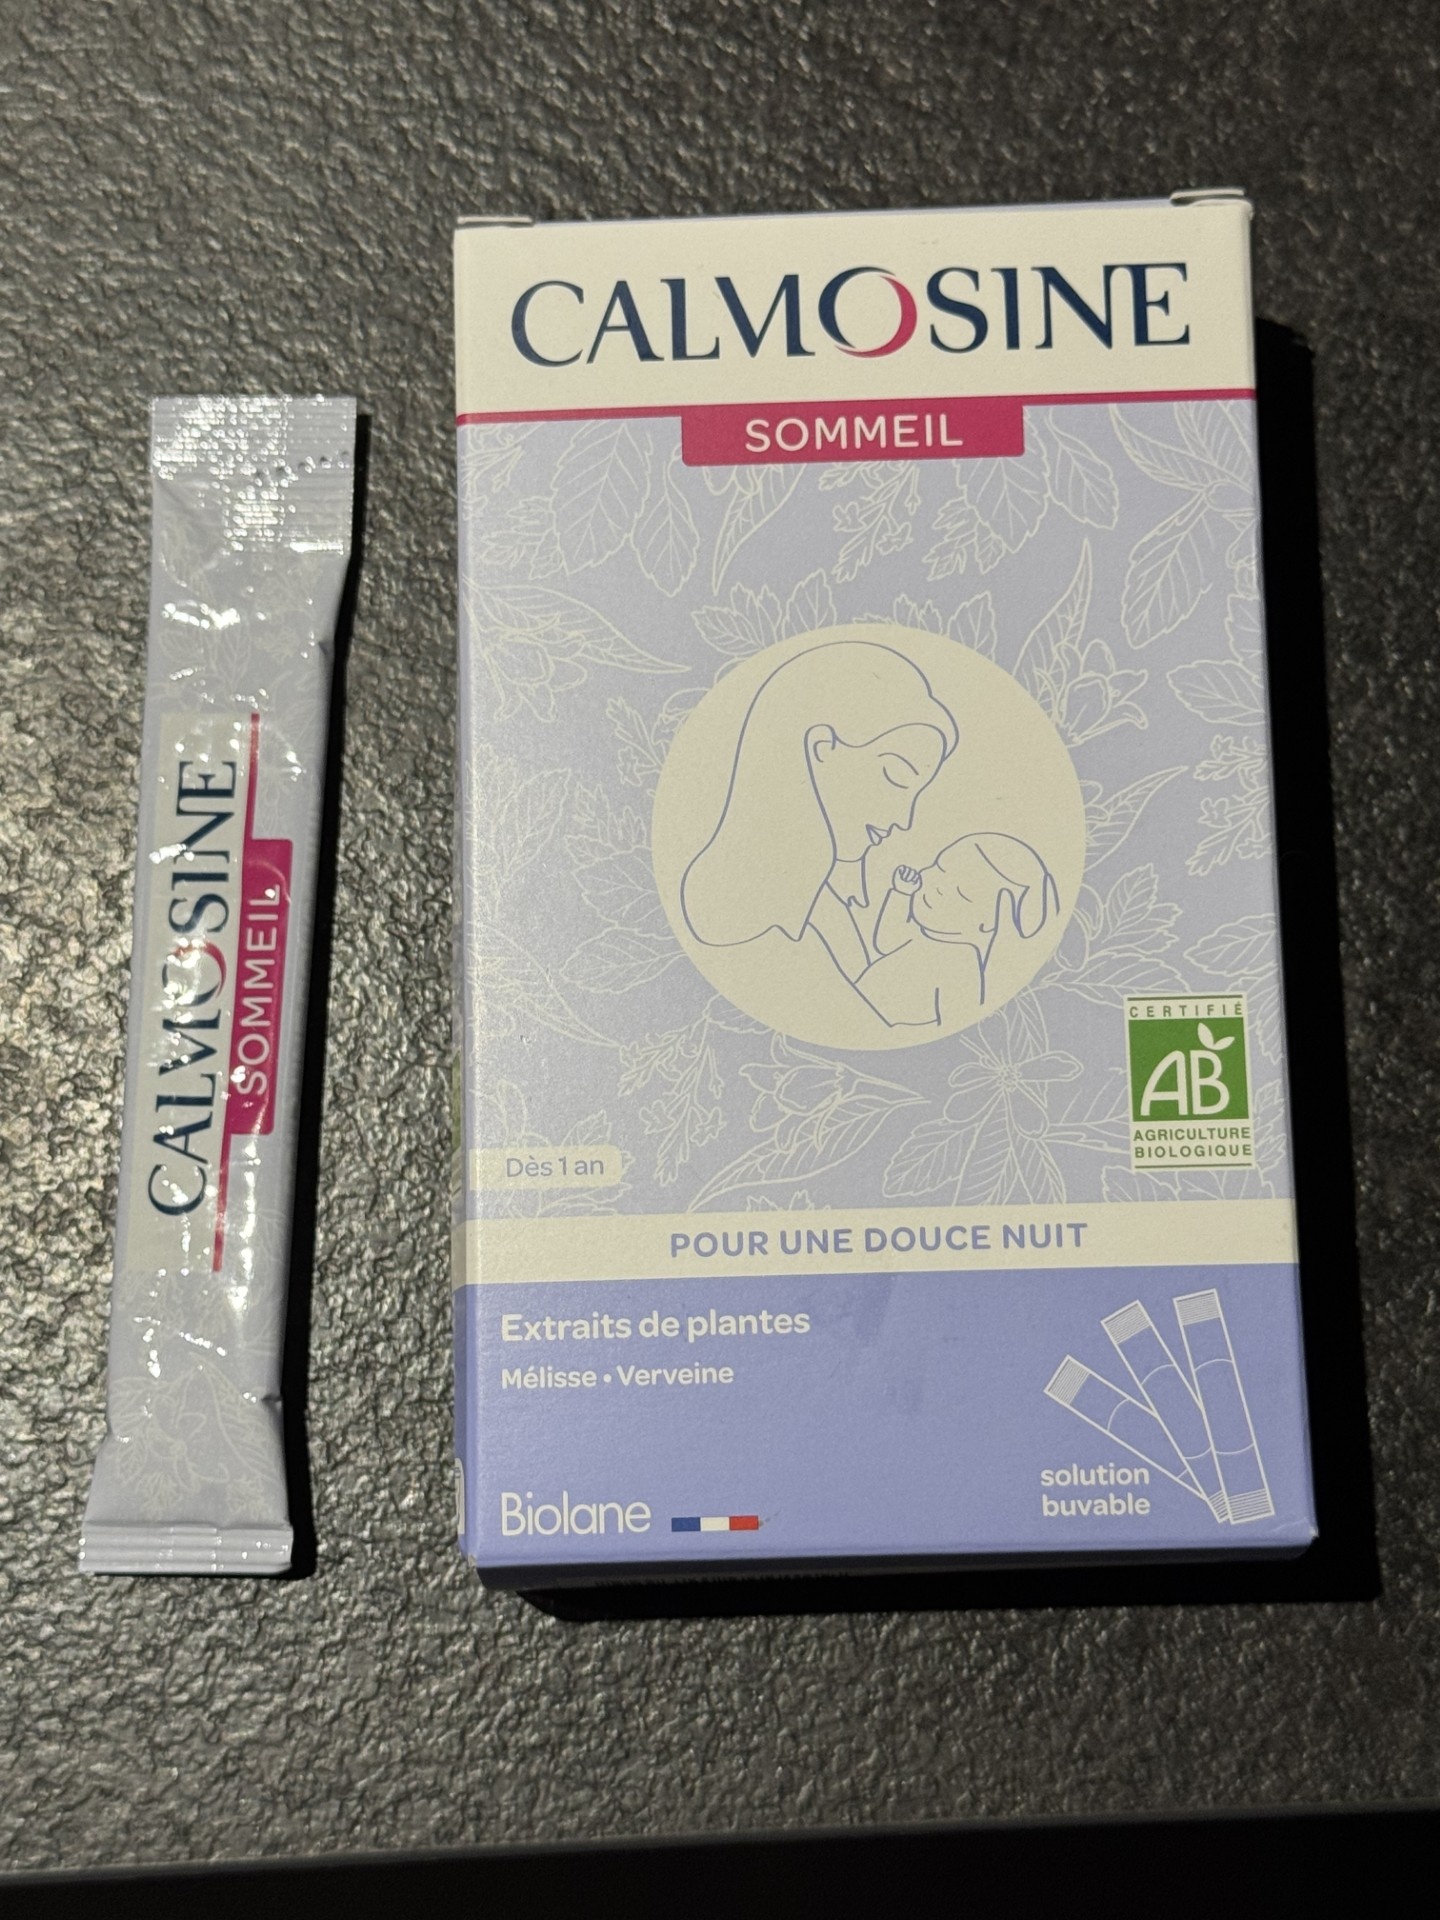 CALMOSINE
SOMMEIL
CALMOSINE
SOMMEIL
CERTIFIÉ
AB
AGRICULTURE
BIOLOGIQUE
Dès 1 an
POUR UNE DOUCE NUIT
Extraits de plantes
Mélisse • Verveine
solution
buvable
Biolane